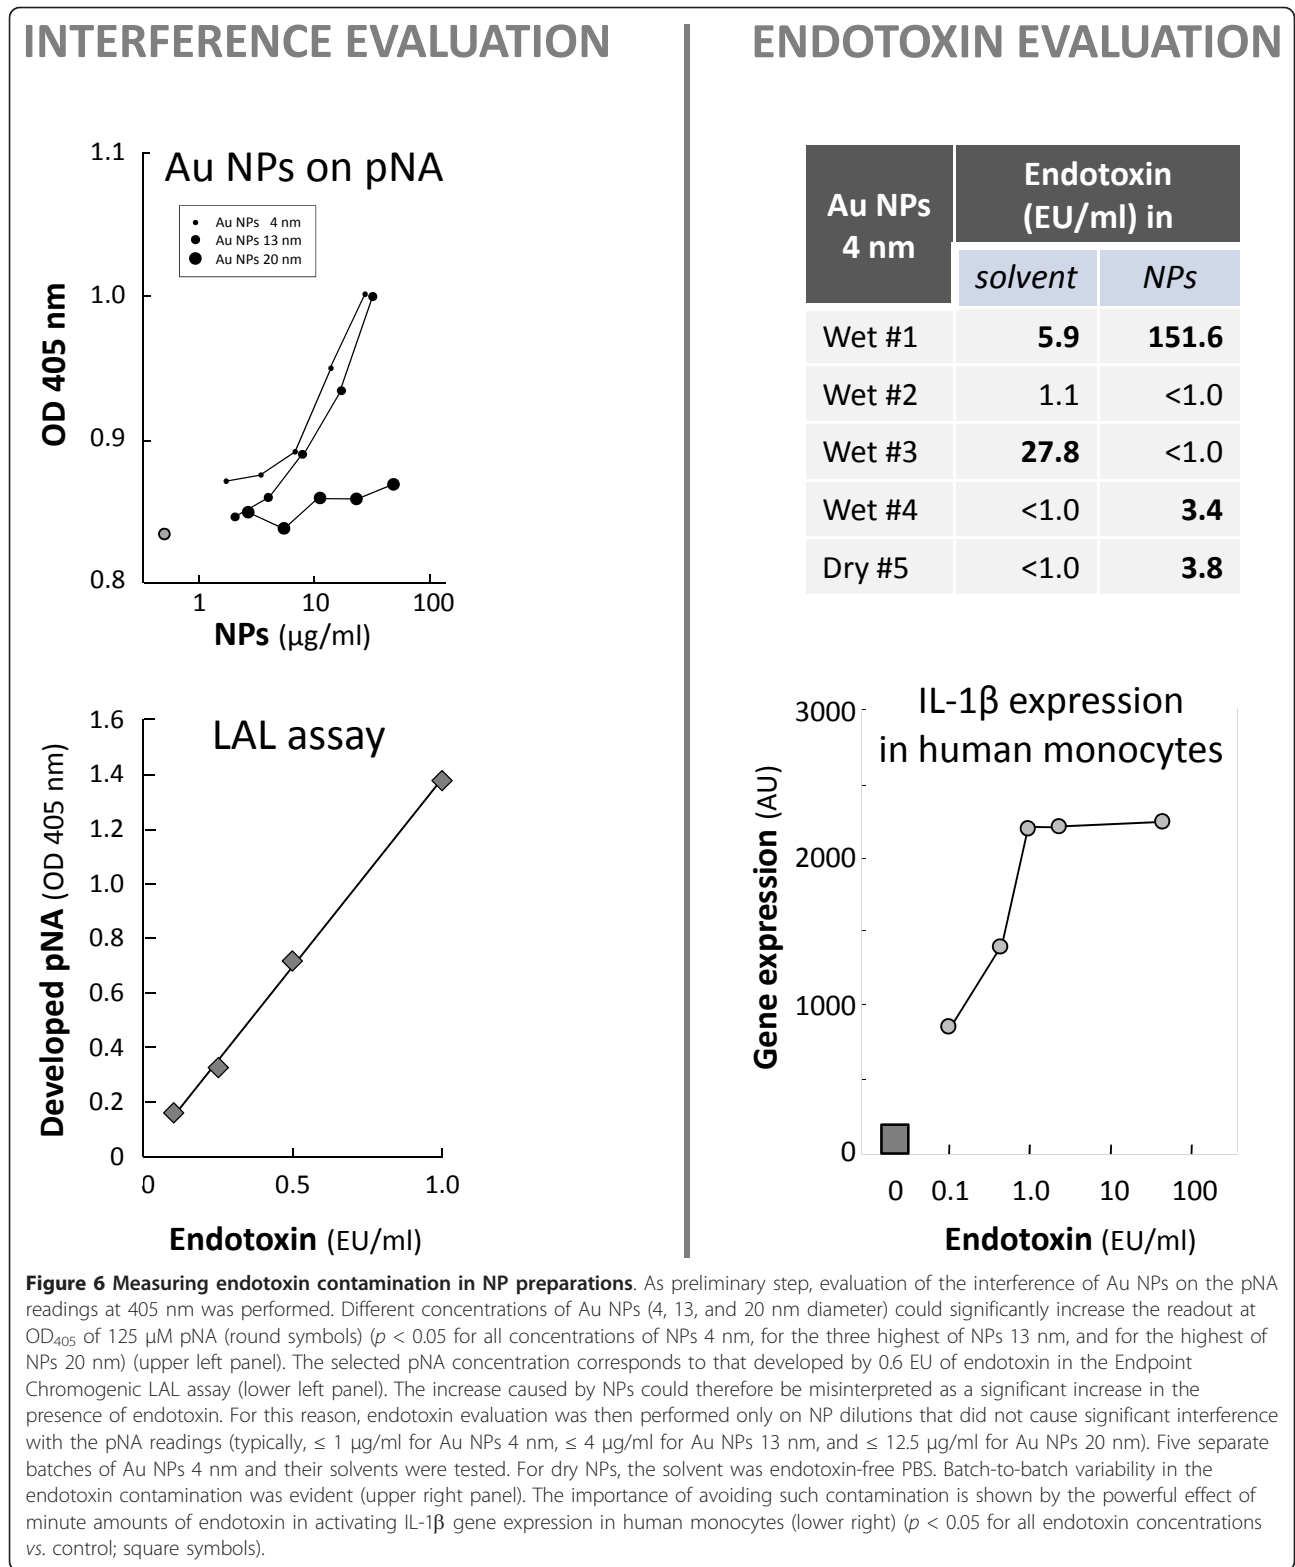 INTERFERENCE EVALUATION
Au NPs on pNA
Au NPs 4 nm
Au NPs 13 nm
Au NPs 20 nm
OD 405 nm
1.1
1.0
0.9
0.8
1 10 100
NPs (µg/ml)
LAL assay
Developed pNA (OD 405 nm)
1.6
1.4
1.2
1.0
0.8
0.6
0.4
0.2
0
0 0.5 1.0
Endotoxin (EU/ml)
ENDOTOXIN EVALUATION
Au NPs
4 nm
Endotoxin
(EU/ml) in
solvent NPs
Wet #1 5.9 151.6
Wet #2 1.1 <1.0
Wet #3 27.8 <1.0
Wet #4 <1.0 3.4
Dry #5 <1.0 3.8
IL-1β expression
in human monocytes
Gene expression (AU)
3000
2000
1000
0
0 0.1 1.0 10 100
Endotoxin (EU/ml)
Figure 6 Measuring endotoxin contamination in NP preparations. As preliminary step, evaluation of the interference of Au NPs on the pNA
readings at 405 nm was performed. Different concentrations of Au NPs (4, 13, and 20 nm diameter) could significantly increase the readout at
OD₄₀₅ of 125 µM pNA (round symbols) (p < 0.05 for all concentrations of NPs 4 nm, for the three highest of NPs 13 nm, and for the highest of
NPs 20 nm) (upper left panel). The selected pNA concentration corresponds to that developed by 0.6 EU of endotoxin in the Endpoint
Chromogenic LAL assay (lower left panel). The increase caused by NPs could therefore be misinterpreted as a significant increase in the
presence of endotoxin. For this reason, endotoxin evaluation was then performed only on NP dilutions that did not cause significant interference
with the pNA readings (typically, ≤ 1 µg/ml for Au NPs 4 nm, ≤ 4 µg/ml for Au NPs 13 nm, and ≤ 12.5 µg/ml for Au NPs 20 nm). Five separate
batches of Au NPs 4 nm and their solvents were tested. For dry NPs, the solvent was endotoxin-free PBS. Batch-to-batch variability in the
endotoxin contamination was evident (upper right panel). The importance of avoiding such contamination is shown by the powerful effect of
minute amounts of endotoxin in activating IL-1β gene expression in human monocytes (lower right) (p < 0.05 for all endotoxin concentrations
vs. control; square symbols).